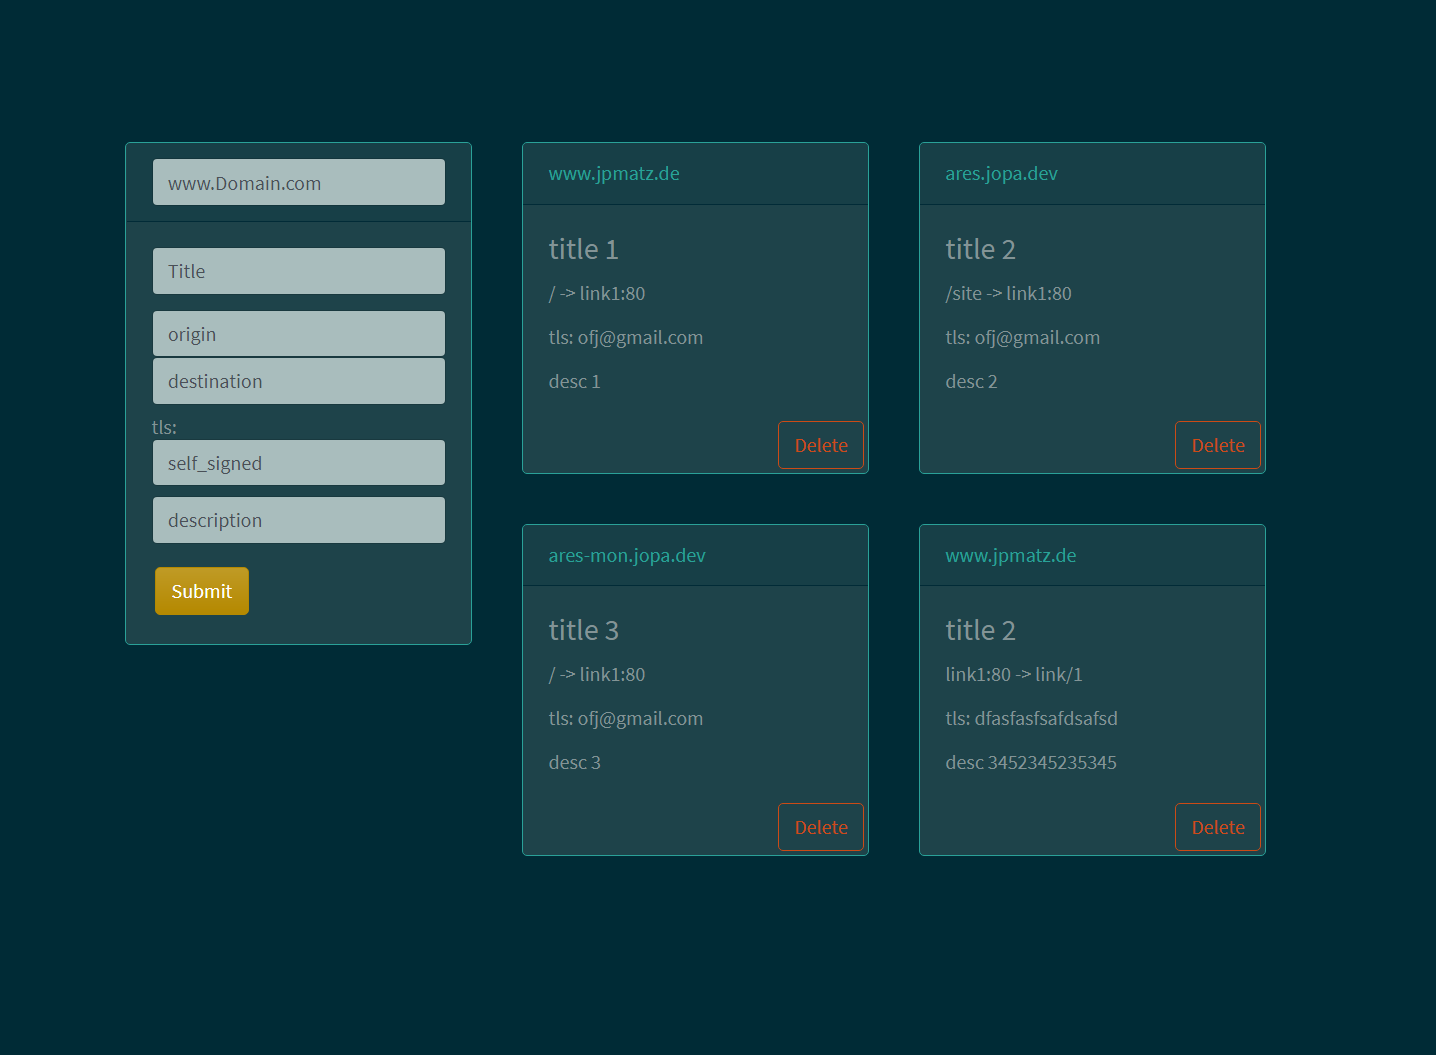 www.Domain.com
Title
origin
destination
tls:
self_signed
description
Submit
www.jpmatz.de
title 1
/ -> link1:80
tls: ofj@gmail.com
desc 1
Delete
ares.jopa.dev
title 2
/site -> link1:80
tls: ofj@gmail.com
desc 2
Delete
ares-mon.jopa.dev
title 3
/ -> link1:80
tls: ofj@gmail.com
desc 3
Delete
www.jpmatz.de
title 2
link1:80 -> link/1
tls: dfasfasfsafdsafsd
desc 3452345235345
Delete